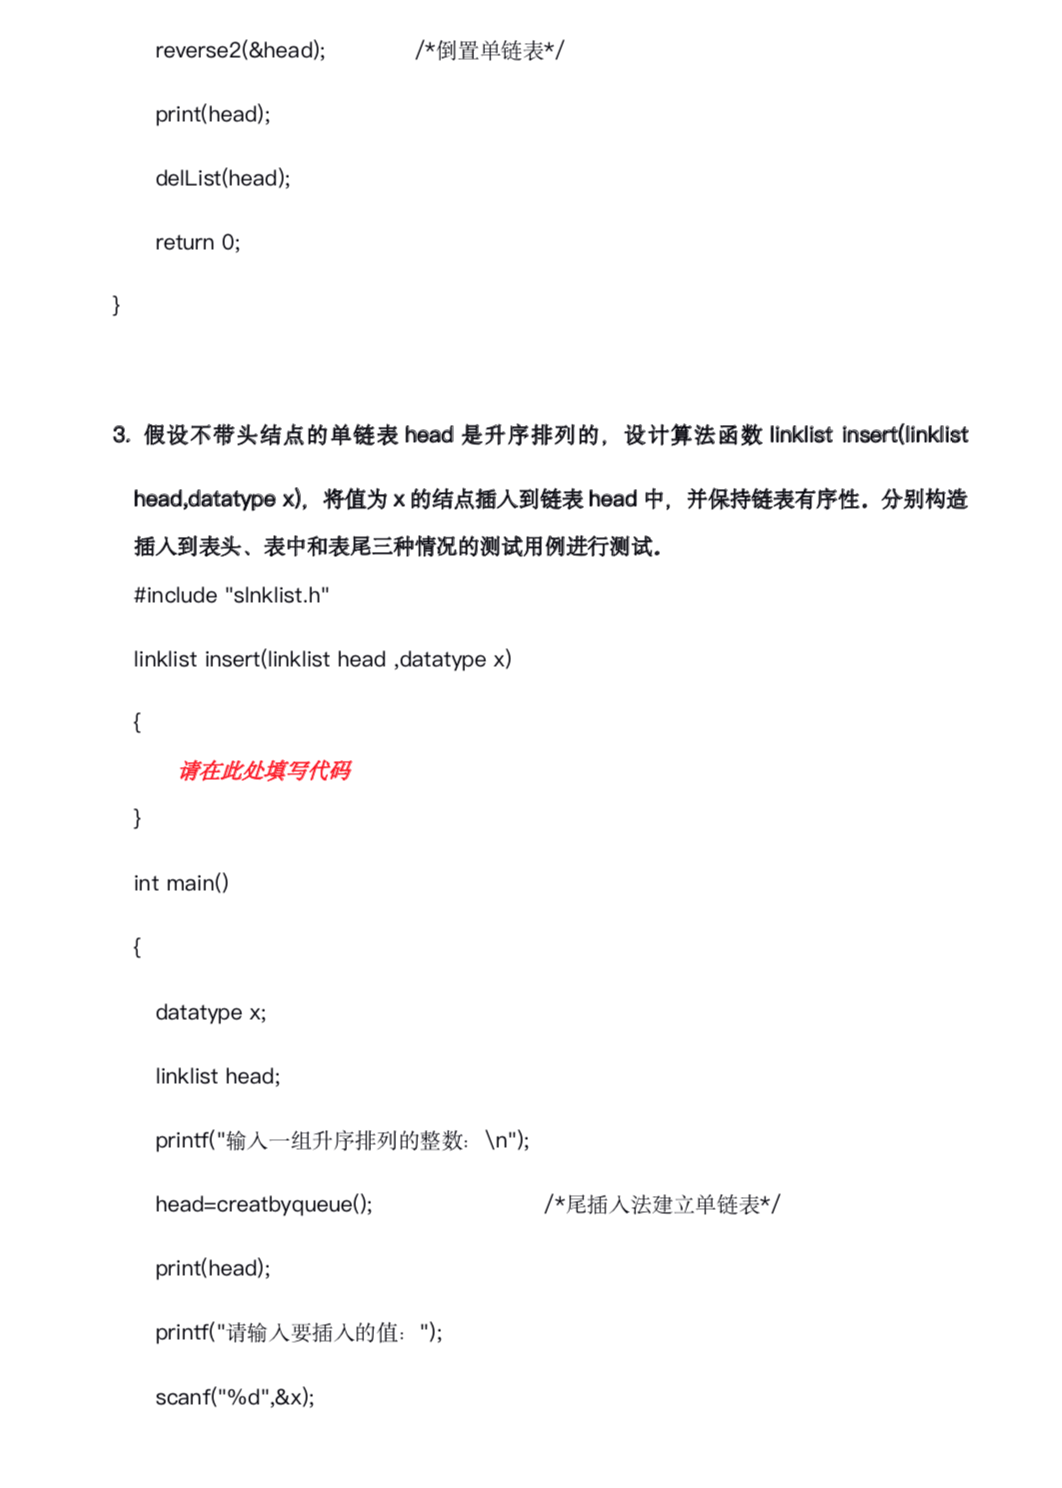 reverse2(&head); /*倒置单链表*/
print(head);
delList(head);
return 0;
}
3. 假设不带头结点的单链表 head 是升序排列的，设计算法函数 linklist insert(linklist
head,datatype x)，将值为 x 的结点插入到链表 head 中，并保持链表有序性。分别构造
插入到表头、表中和表尾三种情况的测试用例进行测试。
#include "slnklist.h"
linklist insert(linklist head ,datatype x)
{
请在此处填写代码
}
int main()
{
datatype x;
linklist head;
printf("输入一组升序排列的整数：\n");
head=creatbyqueue(); /*尾插入法建立单链表*/
print(head);
printf("请输入要插入的值：");
scanf("%d",&x);